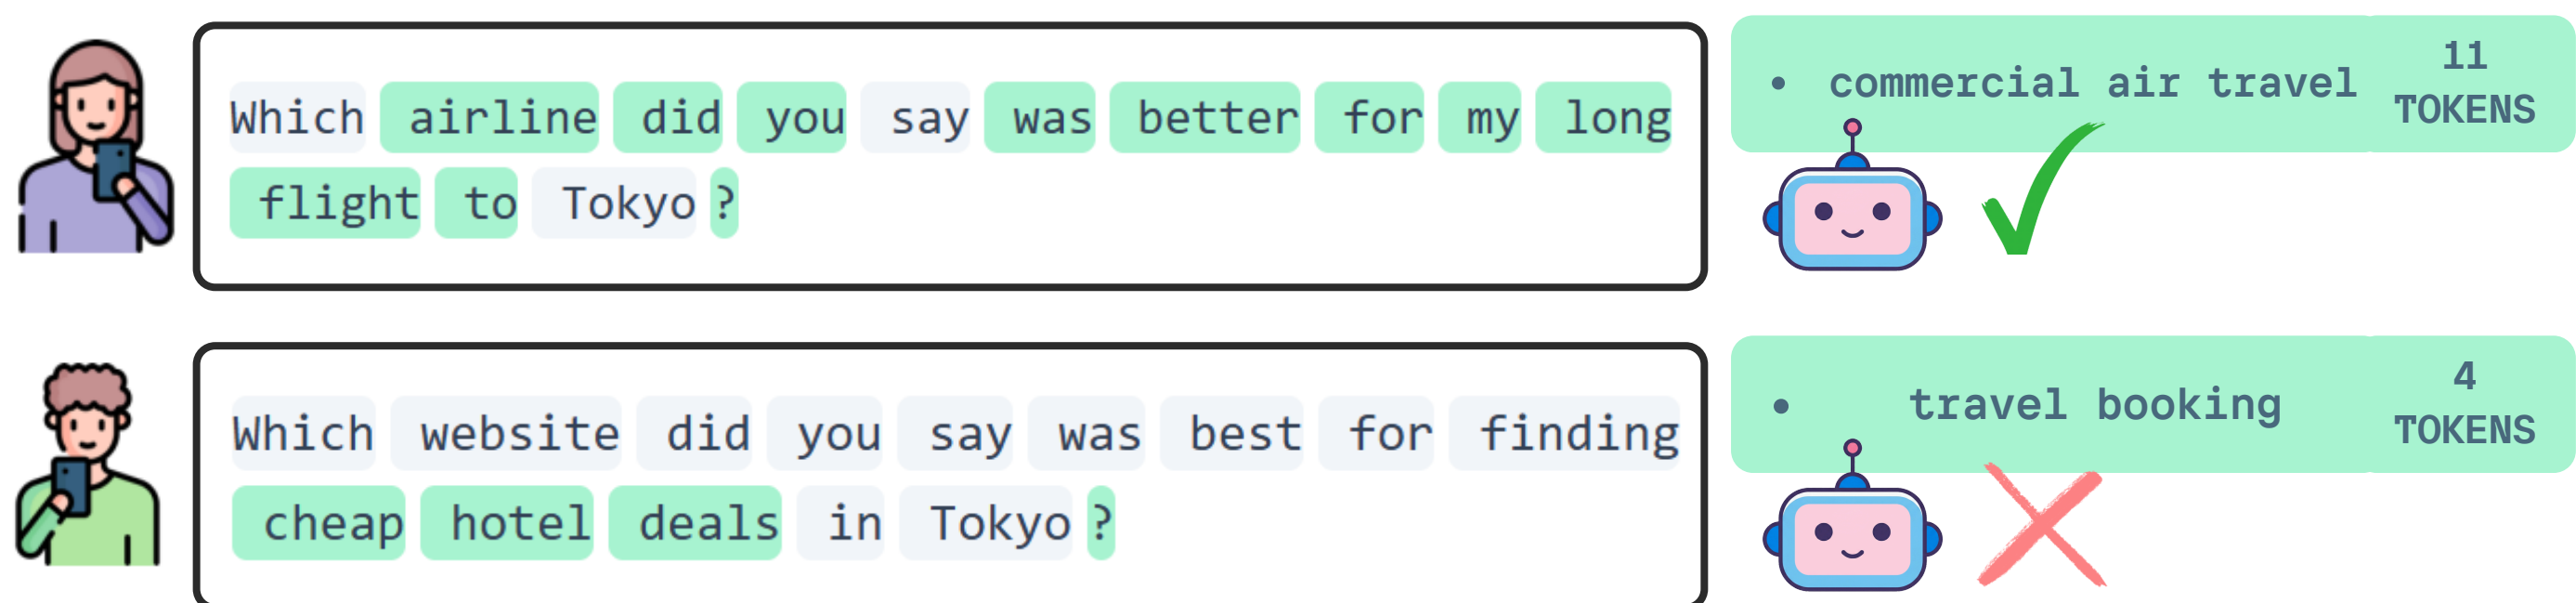 Which airline did you say was better for my long
flight to Tokyo?
• commercial air travel
11
TOKENS
Which website did you say was best for finding
cheap hotel deals in Tokyo?
• travel booking
4
TOKENS